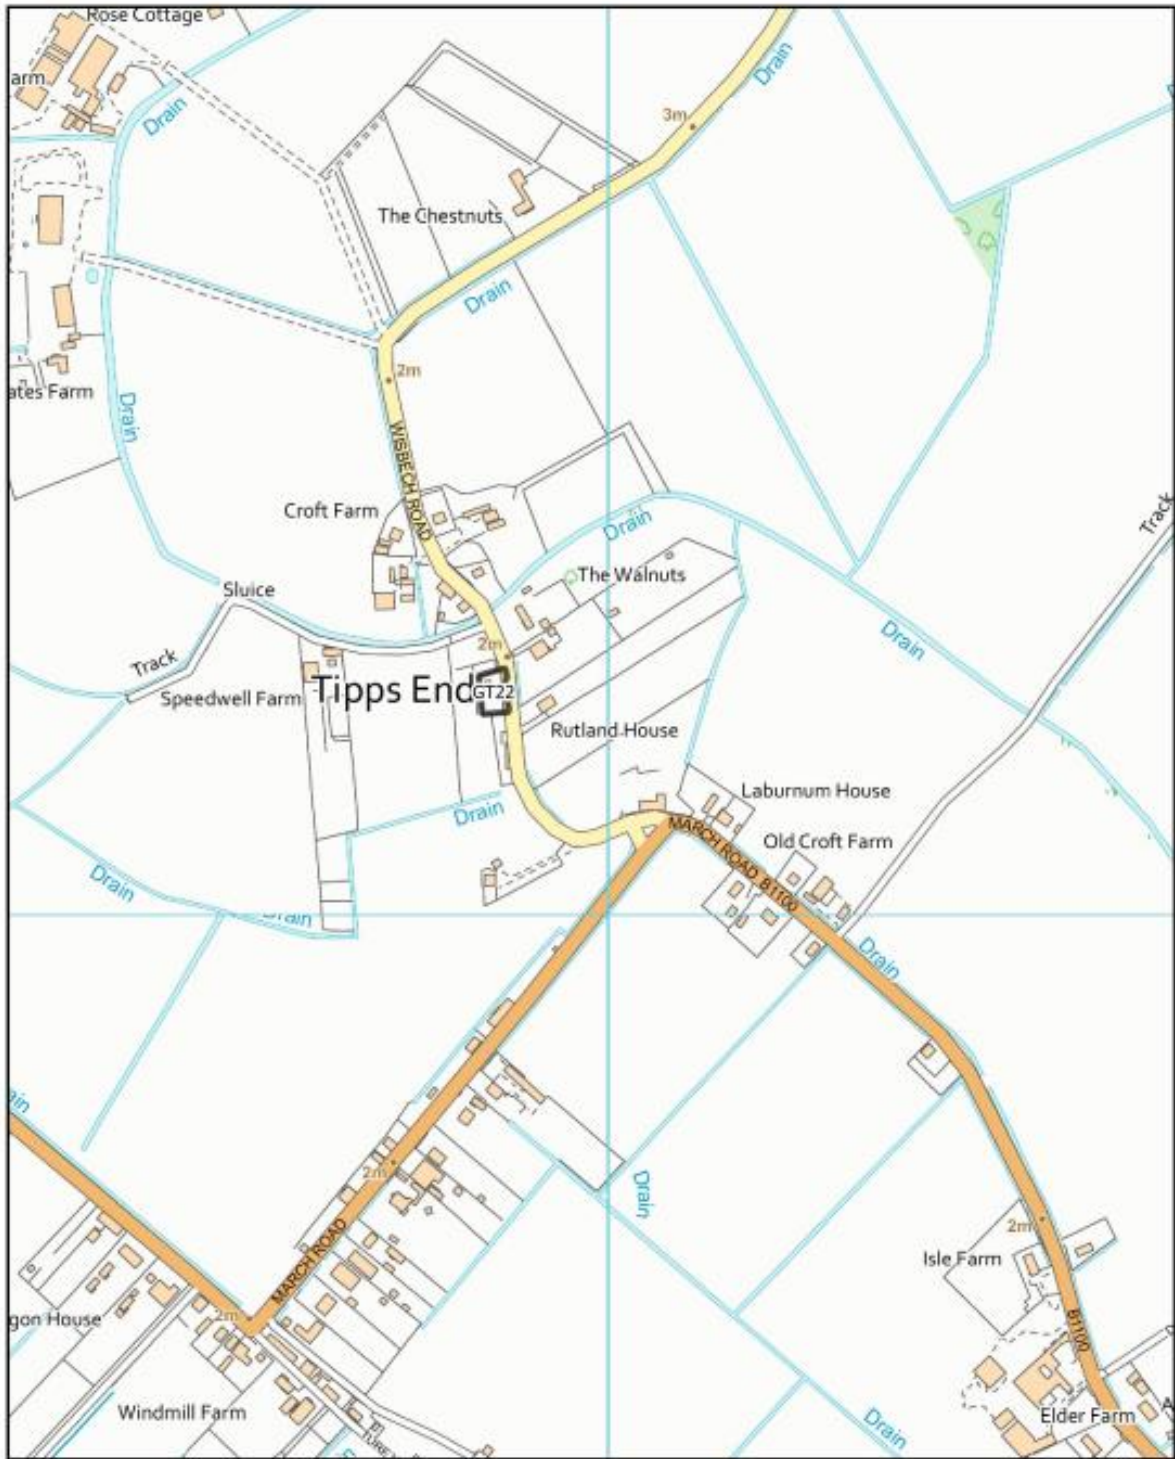 Rose Cottage
arm
Drain
Drain
3m
The Chestnuts
Drain
2m
ates Farm
Drain
WISBECH ROAD
Croft Farm
Drain
Track
The Walnuts
Sluice
Drain
2m
Track
Speedwell Farm
Tipps End
GT22
Rutland House
Laburnum House
Drain
MARCH ROAD B1100
Old Croft Farm
Drain
Drain
Drain
ain
2m
Drain
2m
Isle Farm
MARCH ROAD
gon House
2m
B1100
Windmill Farm
Elder Farm
Drain